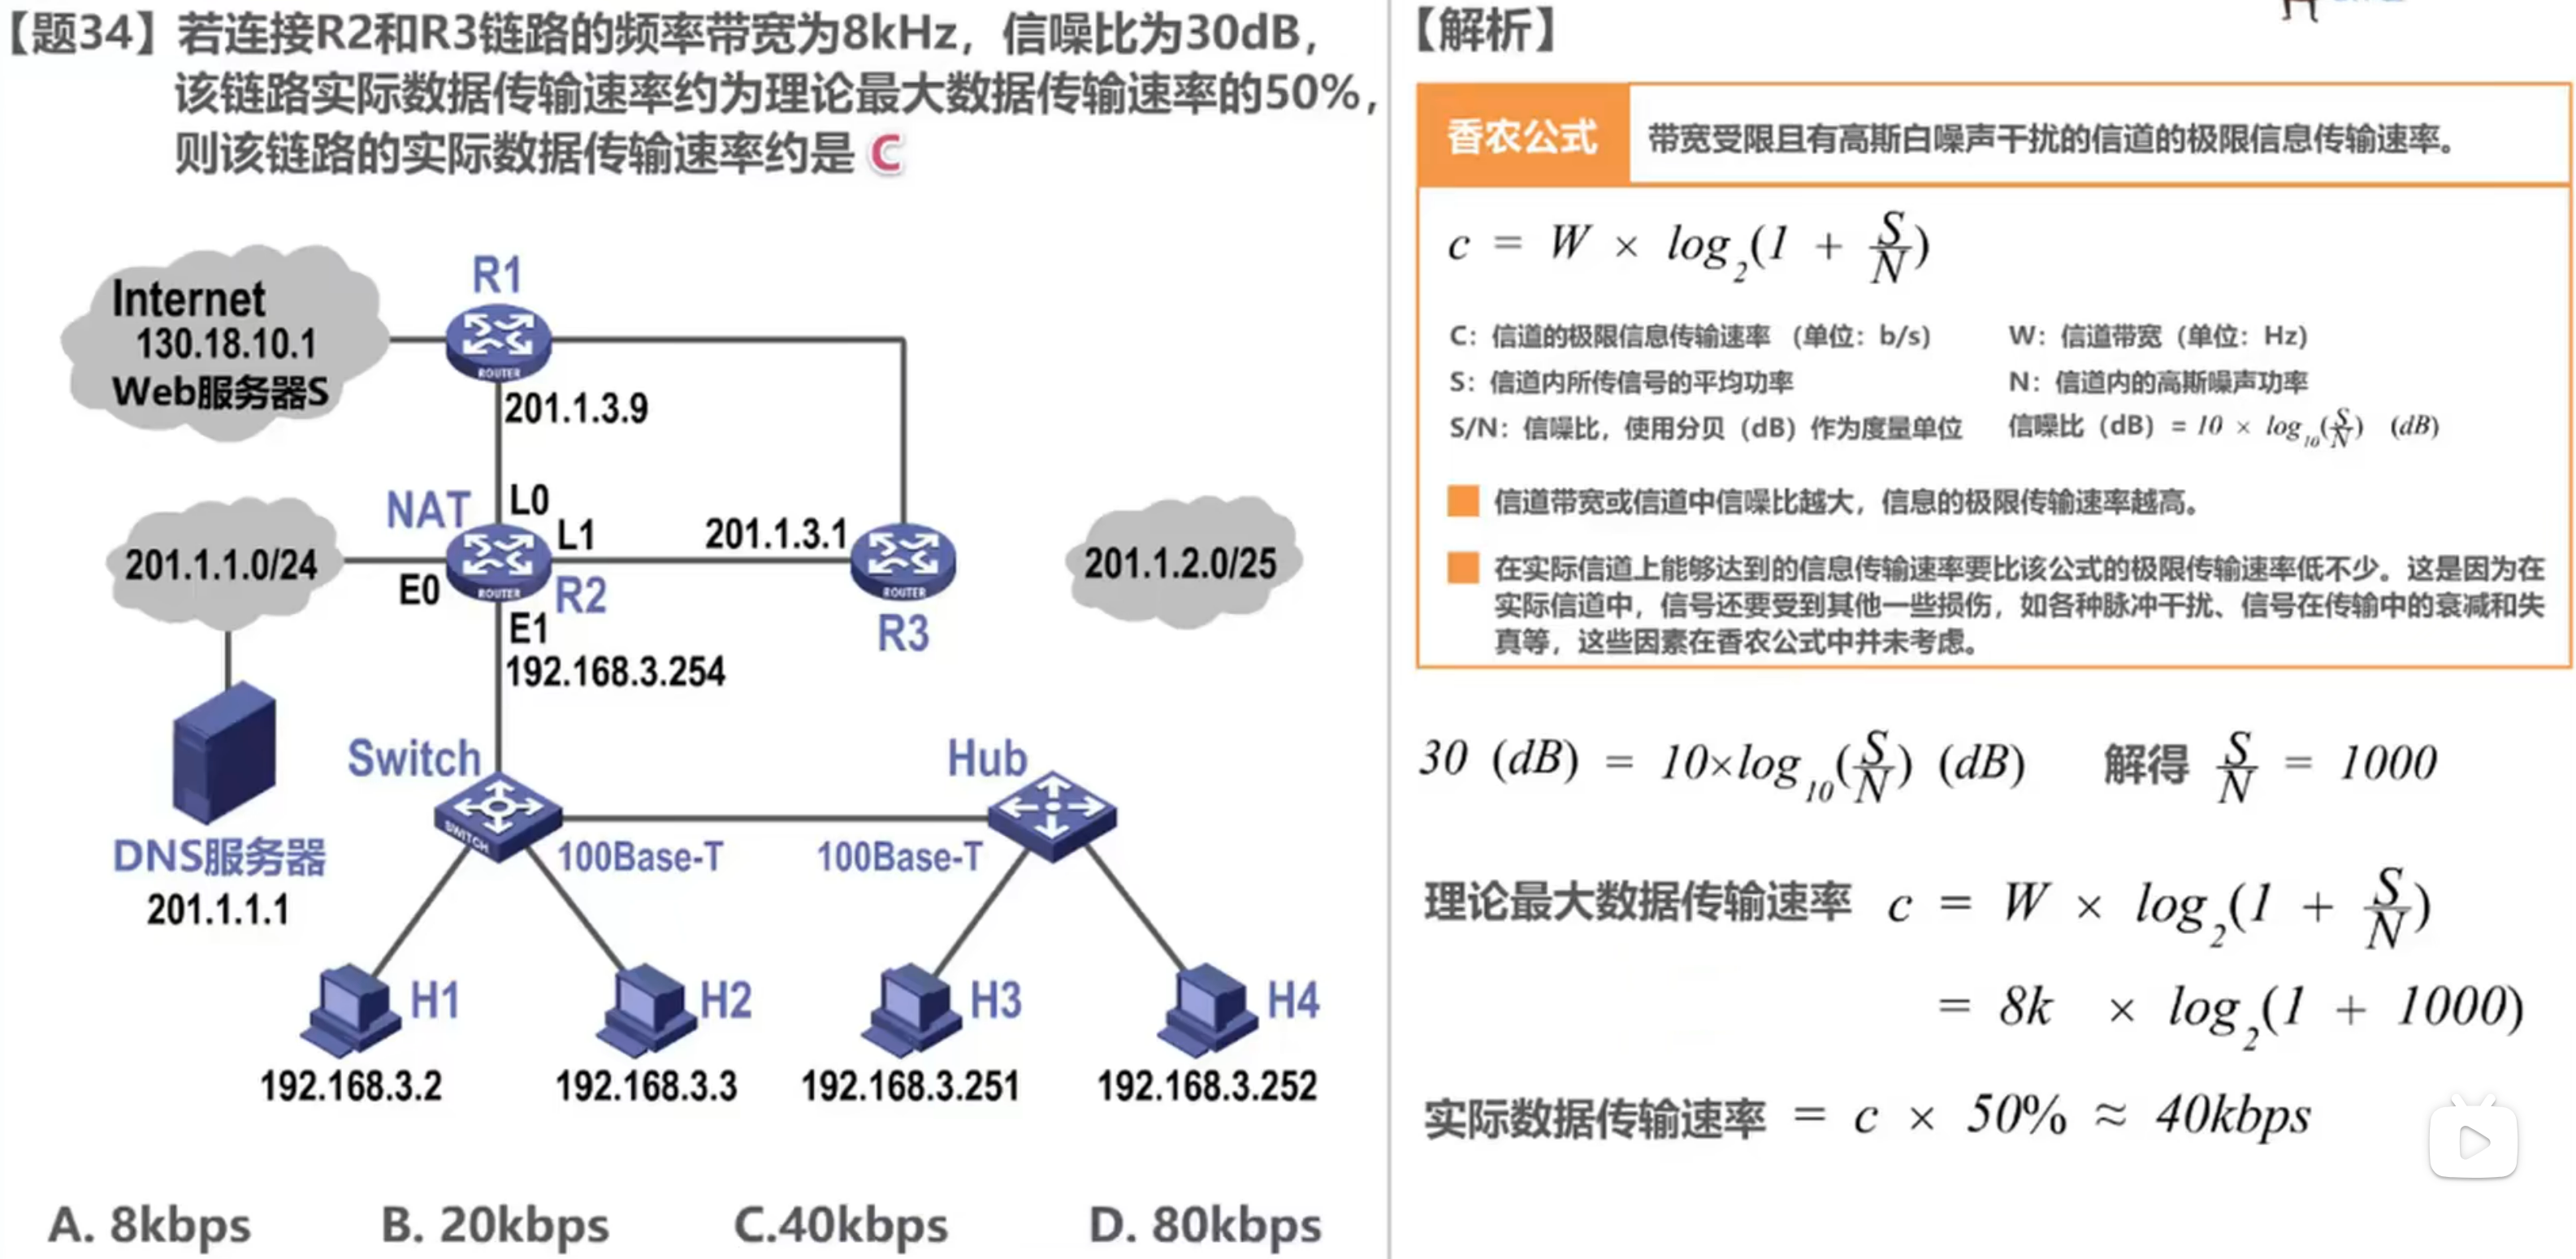 【题34】若连接R2和R3链路的频率带宽为8kHz，信噪比为30dB，
该链路实际数据传输速率约为理论最大数据传输速率的50%，
则该链路的实际数据传输速率约是 C
Internet
130.18.10.1
Web服务器S
R1
ROUTER
201.1.3.9
NAT
L0
L1
201.1.3.1
201.1.1.0/24
E0
ROUTER
R2
ROUTER
R3
201.1.2.0/25
E1
192.168.3.254
Switch
Hub
SWITCH
100Base-T
100Base-T
DNS服务器
201.1.1.1
H1
H2
H3
H4
192.168.3.2
192.168.3.3
192.168.3.251
192.168.3.252
A. 8kbps
B. 20kbps
C.40kbps
D. 80kbps
【解析】
香农公式
带宽受限且有高斯白噪声干扰的信道的极限信息传输速率。
c = W × log₂(1 + S/N)
C：信道的极限信息传输速率（单位：b/s）
W：信道带宽（单位：Hz）
S：信道内所传信号的平均功率
N：信道内的高斯噪声功率
S/N：信噪比，使用分贝（dB）作为度量单位
信噪比（dB）= 10 × log₁₀(S/N) (dB)
信道带宽或信道中信噪比越大，信息的极限传输速率越高。
在实际信道上能够达到的信息传输速率要比该公式的极限传输速率低不少。这是因为在
实际信道中，信号还要受到其他一些损伤，如各种脉冲干扰、信号在传输中的衰减和失
真等，这些因素在香农公式中并未考虑。
30 (dB) = 10×log₁₀(S/N) (dB) 解得 S/N = 1000
理论最大数据传输速率 c = W × log₂(1 + S/N)
= 8k × log₂(1 + 1000)
实际数据传输速率 = c × 50% ≈ 40kbps